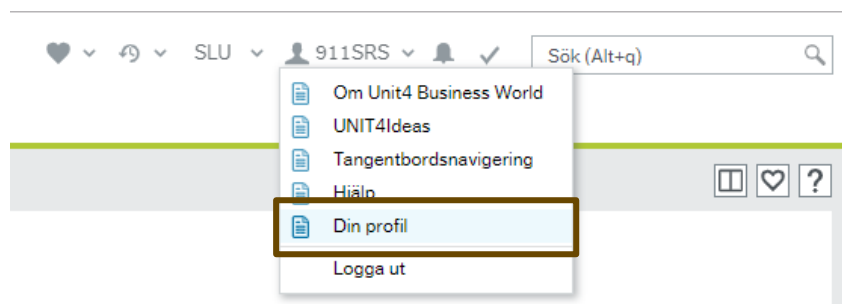 SLU 911SRS Sök (Alt+q)
Om Unit4 Business World
UNIT4Ideas
Tangentbordsnavigering
Hjälp
Din profil
Logga ut